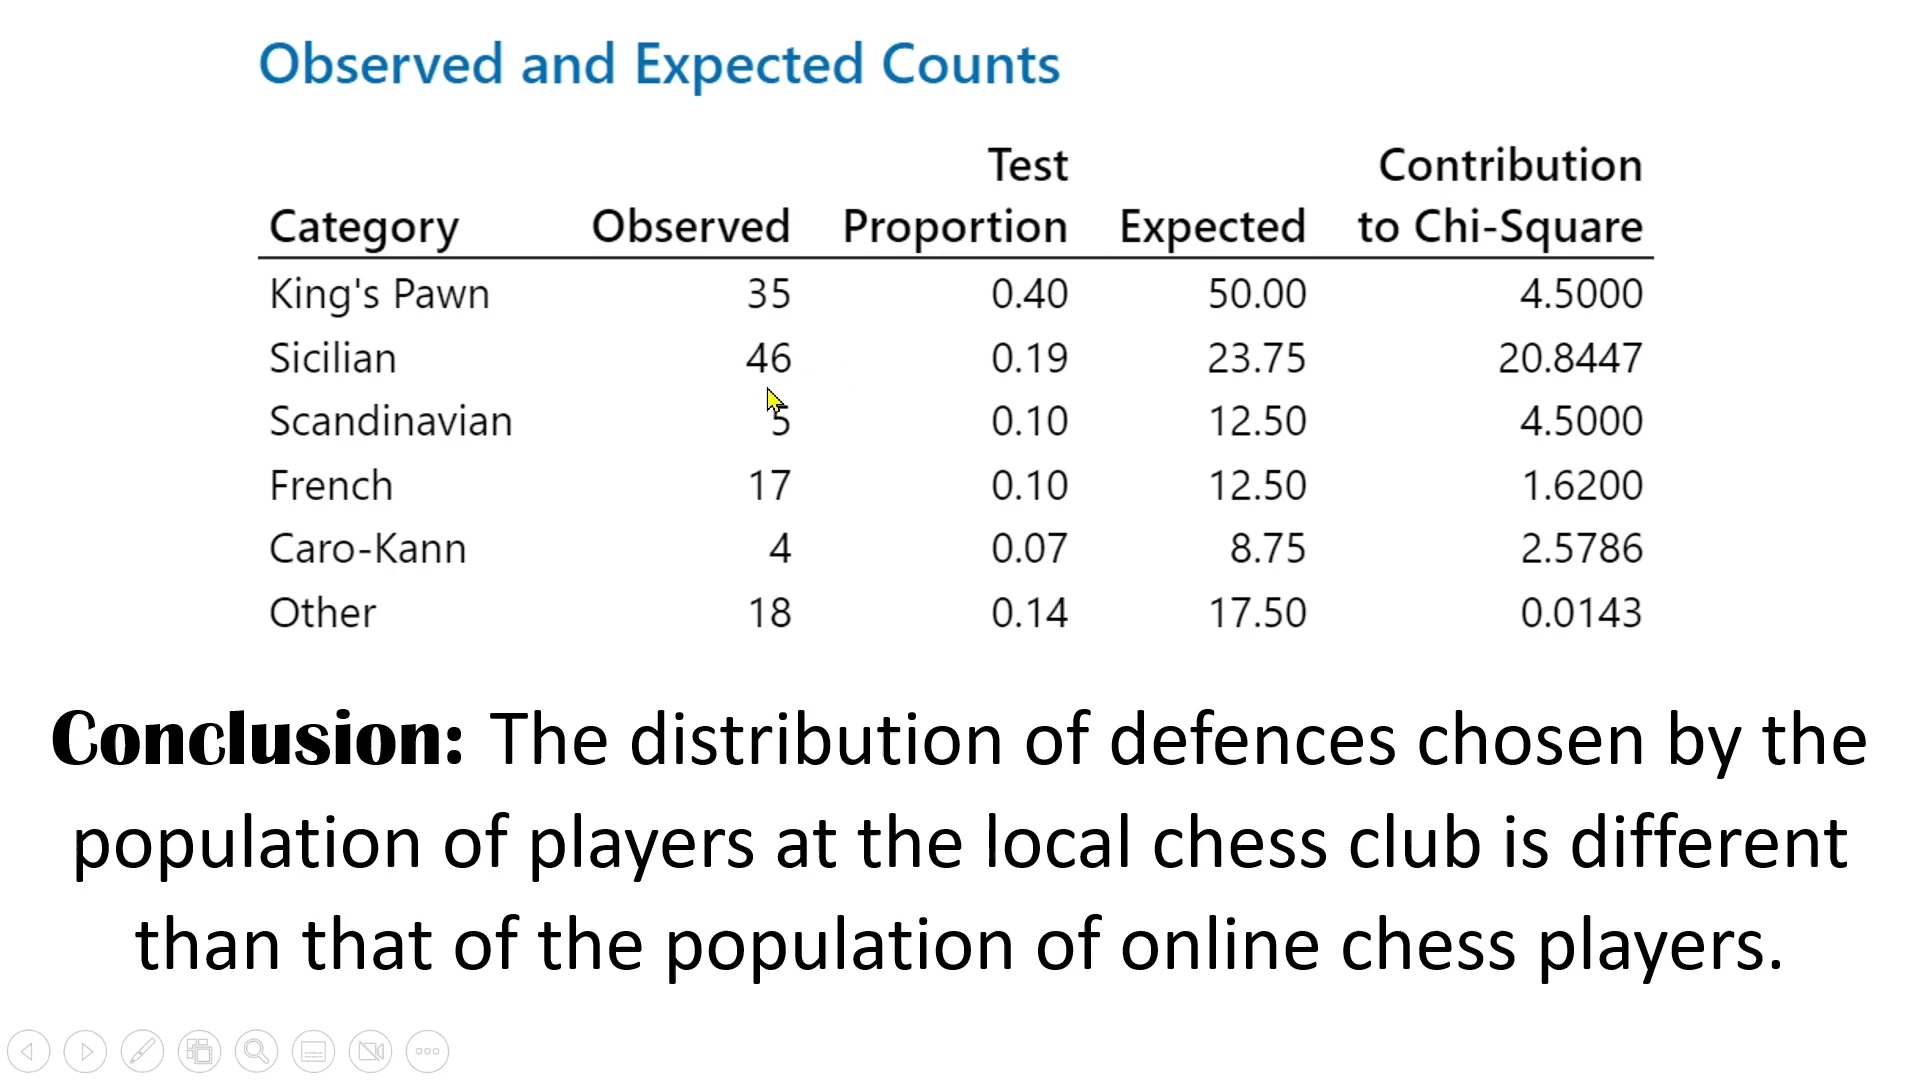 Observed and Expected Counts
Test Contribution
Category Observed Proportion Expected to Chi-Square
King's Pawn 35 0.40 50.00 4.5000
Sicilian 46 0.19 23.75 20.8447
Scandinavian 5 0.10 12.50 4.5000
French 17 0.10 12.50 1.6200
Caro-Kann 4 0.07 8.75 2.5786
Other 18 0.14 17.50 0.0143
Conclusion: The distribution of defences chosen by the
population of players at the local chess club is different
than that of the population of online chess players.